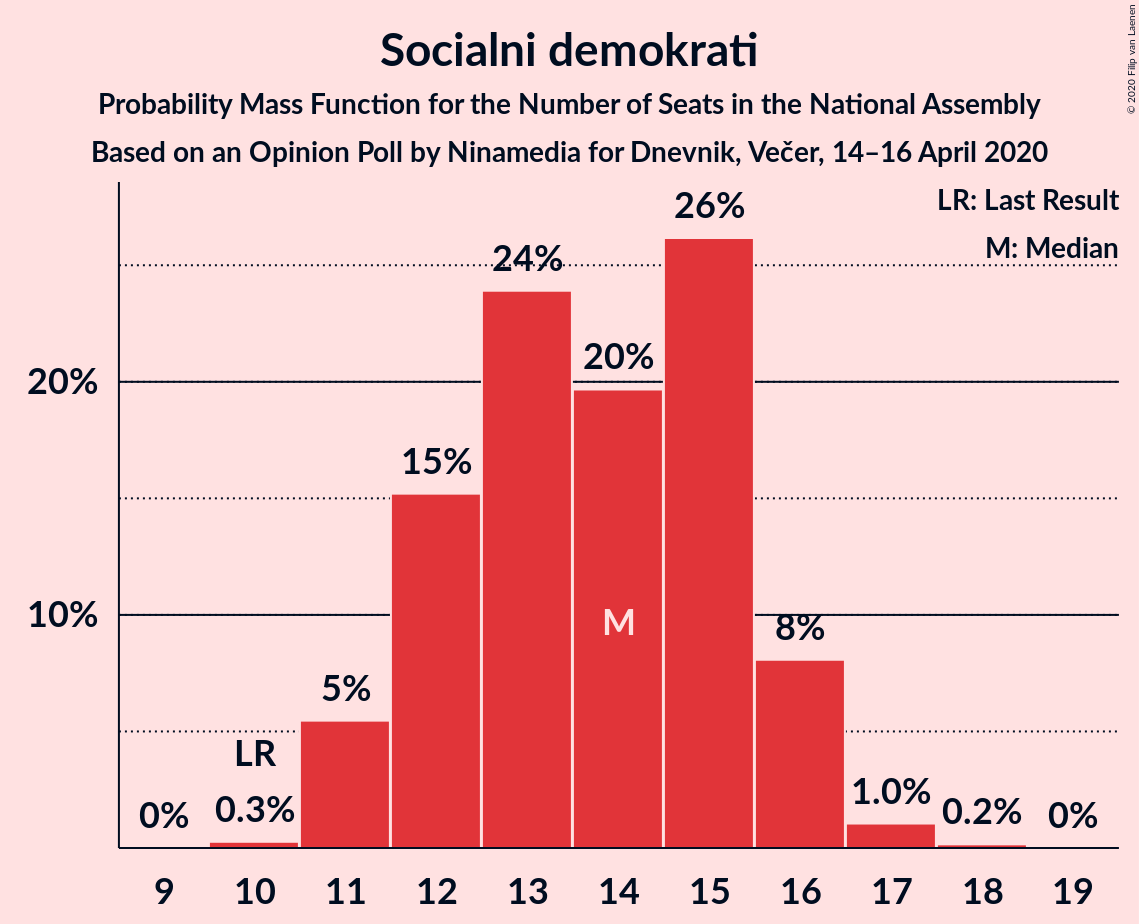 Socialni demokrati
Probability Mass Function for the Number of Seats in the National Assembly
Based on an Opinion Poll by Ninamedia for Dnevnik, Večer, 14–16 April 2020
© 2020 Filip van Laenen
LR: Last Result
M: Median
26%
24%
20%
20%
15%
10%
M
8%
5%
LR
0%
0.3%
1.0%
0.2%
0%
9 10 11 12 13 14 15 16 17 18 19